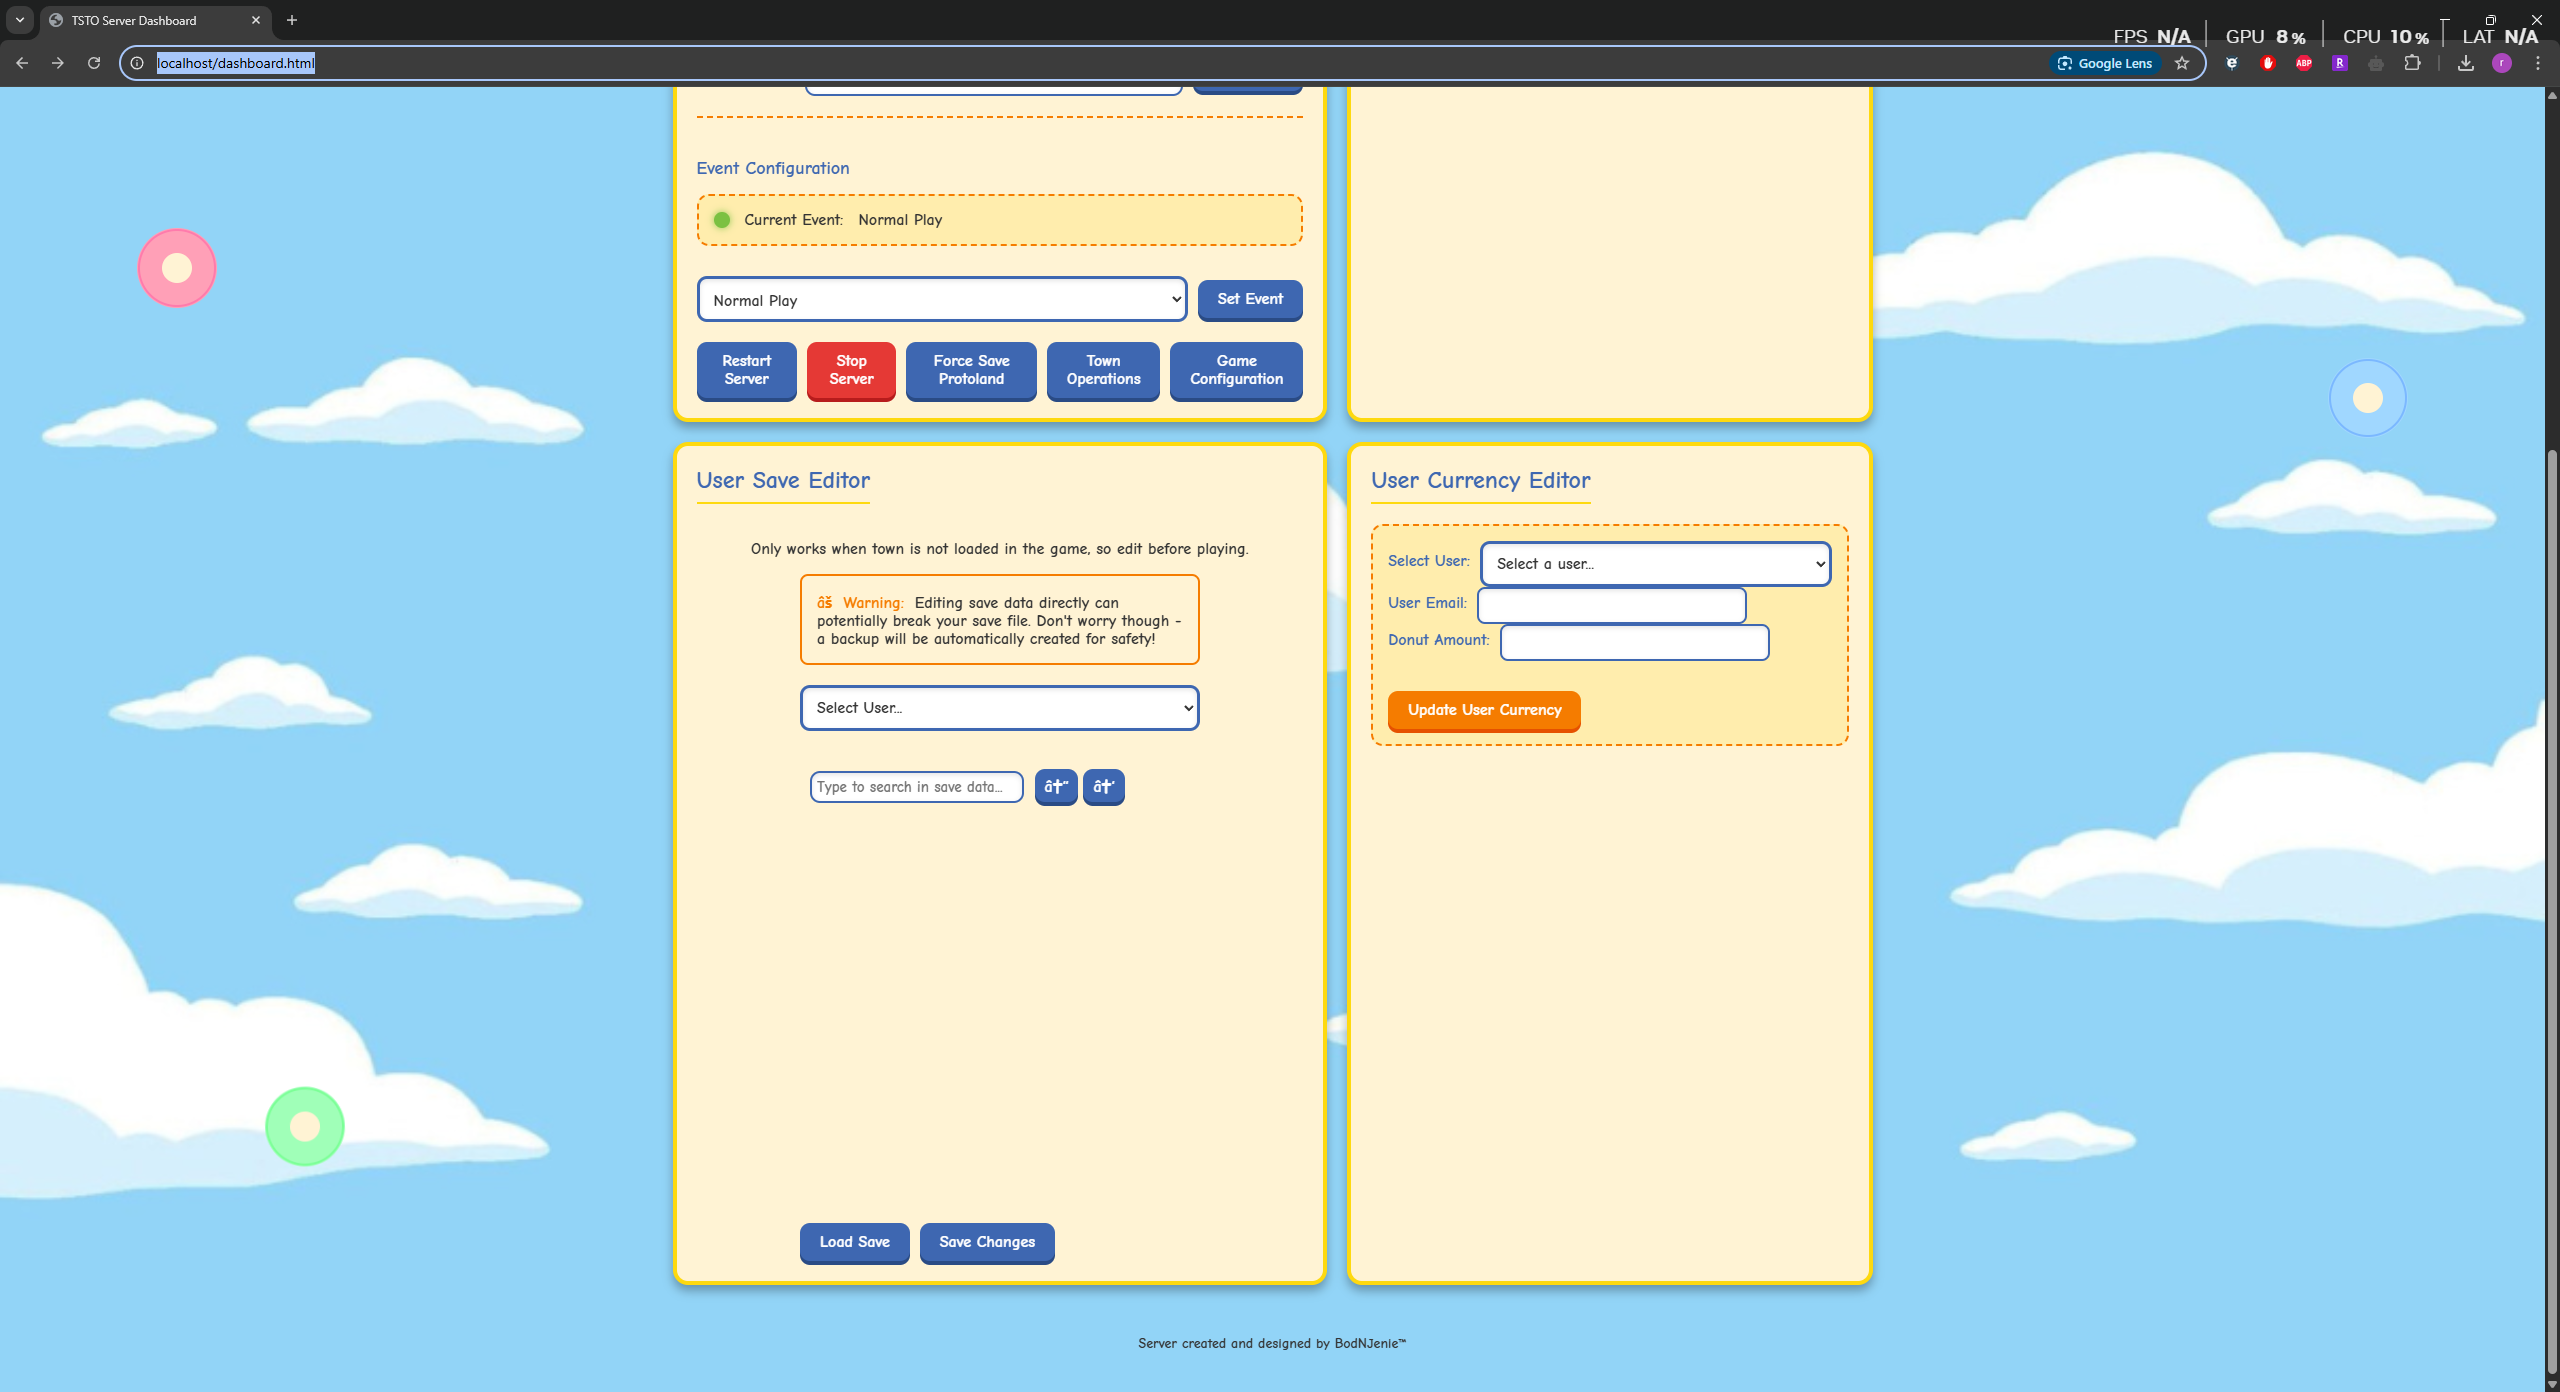 TSTO Server Dashboard
FPS N/A GPU 8 % CPU 10 % LAT N/A
localhost/dashboard.html
Google Lens
ABP
R
r
Event Configuration
Current Event: Normal Play
Normal Play
Set Event
Restart
Server
Stop
Server
Force Save
Protoland
Town
Operations
Game
Configuration
User Save Editor
Only works when town is not loaded in the game, so edit before playing.
âš Warning: Editing save data directly can
potentially break your save file. Don't worry though -
a backup will be automatically created for safety!
Select User...
Type to search in save data...
â†“
â†‘
Load Save
Save Changes
User Currency Editor
Select User:
Select a user...
User Email:
Donut Amount:
Update User Currency
Server created and designed by BodNJenie™